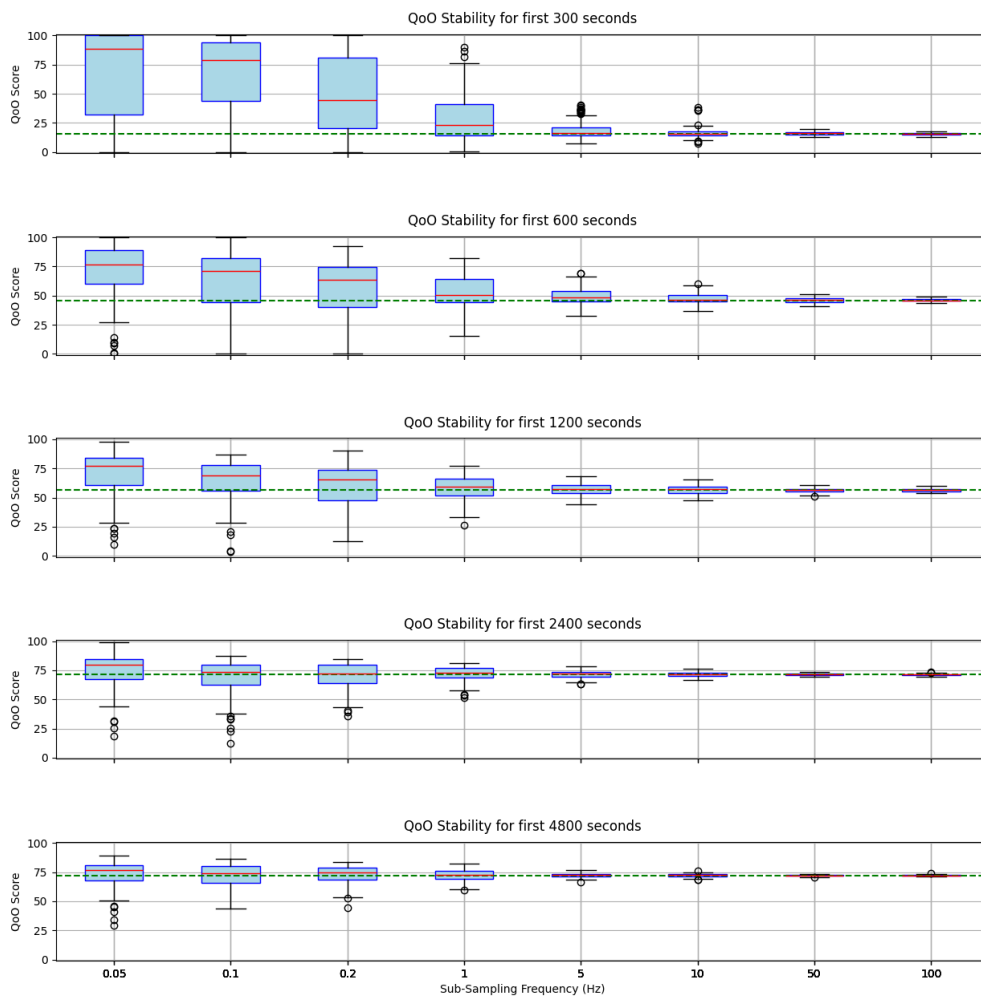 QoO Stability for first 300 seconds
100
75
50
25
0
QoO Score
QoO Stability for first 600 seconds
100
75
50
25
0
QoO Score
QoO Stability for first 1200 seconds
100
75
50
25
0
QoO Score
QoO Stability for first 2400 seconds
100
75
50
25
0
QoO Score
QoO Stability for first 4800 seconds
100
75
50
25
0
QoO Score
0.05 0.1 0.2 1 5 10 50 100
Sub-Sampling Frequency (Hz)